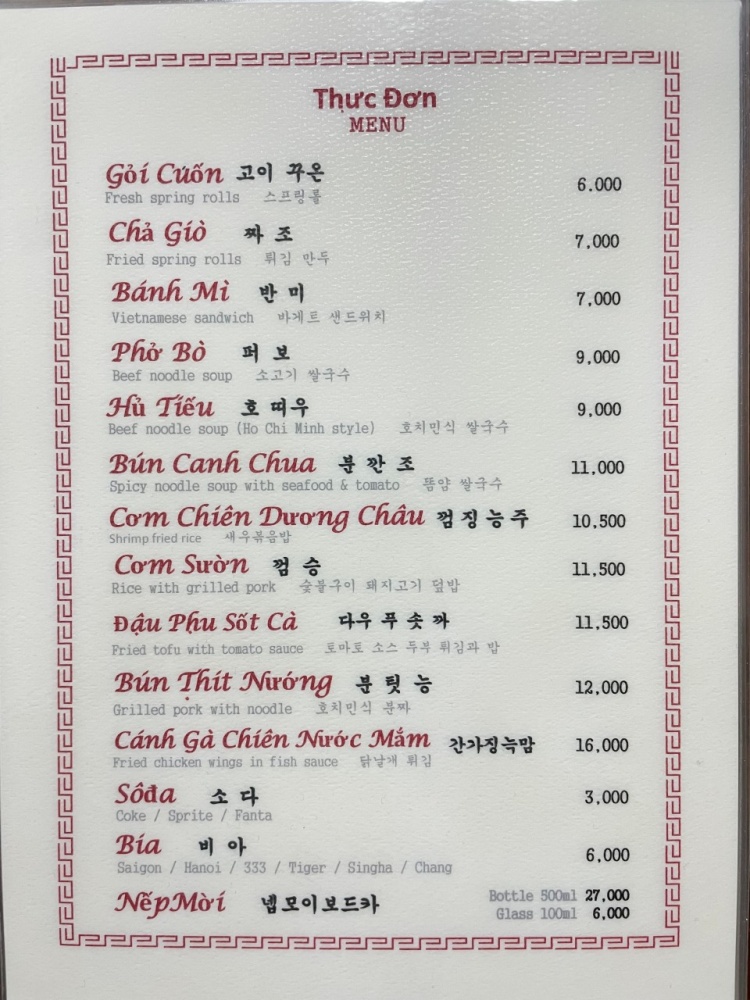 Thực Đơn
MENU
Gỏi Cuốn 고이 꾸온 6.000
Fresh spring rolls 스프링롤
Chả Giò 짜 조 7,000
Fried spring rolls 튀김 만두
Bánh Mì 반 미 7,000
Vietnamese sandwich 바게트 샌드위치
Phở Bò 퍼 보 9,000
Beef noodle soup 소고기 쌀국수
Hủ Tiếu 호 띠우 9,000
Beef noodle soup (Ho Chi Minh style) 호치민식 쌀국수
Bún Canh Chua 분 깐 조 11,000
Spicy noodle soup with seafood & tomato 똠얌 쌀국수
Cơm Chiên Dương Châu 껌징능주 10,500
Shrimp fried rice 새우볶음밥
Cơm Sườn 껌 승 11,500
Rice with grilled pork 숯불구이 돼지고기 덮밥
Đậu Phu Sốt Cà 다우 푸 솟 까 11,500
Fried tofu with tomato sauce 토마토 소스 두부 튀김과 밥
Bún Thít Nướng 분 팃 능 12,000
Grilled pork with noodle 호치민식 분짜
Cánh Gà Chiên Nước Mắm 간가징늑맘 16,000
Fried chicken wings in fish sauce 닭날개 튀김
Sôđa 소 다 3,000
Coke / Sprite / Fanta
Bia 비 아 6,000
Saigon / Hanoi / 333 / Tiger / Singha / Chang
NếpMời 넵모이보드카 Bottle 500ml 27,000
Glass 100ml 6,000